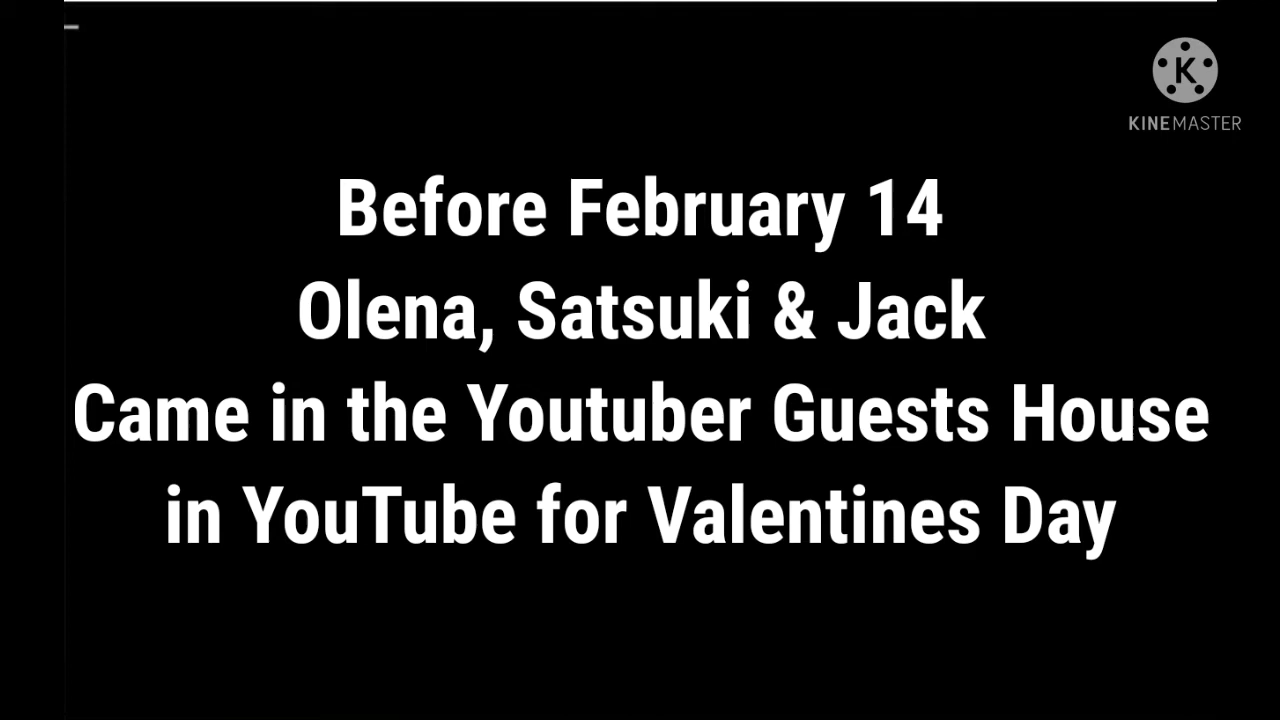 K
KINEMASTER
Before February 14
Olena, Satsuki & Jack
Came in the Youtuber Guests House
in YouTube for Valentines Day